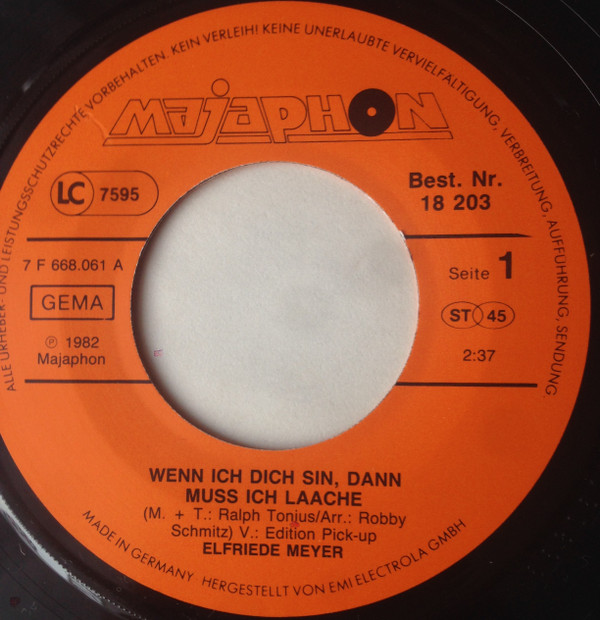 ALLE URHEBER- UND LEISTUNGSSCHUTZRECHTE VORBEHALTEN. KEIN VERLEIH! KEINE UNERLAUBTE VERVIELFÄLTIGUNG, VERBREITUNG, AUFFÜHRUNG, SENDUNG
MAJAPHON
LC 7595
Best. Nr.
18 203
7 F 668.061 A
GEMA
℗ 1982
Majaphon
Seite 1
ST 45
2:37
WENN ICH DICH SIN, DANN
MUSS ICH LAACHE
(M. + T.: Ralph Tonius/Arr.: Robby
Schmitz) V.: Edition Pick-up
ELFRIEDE MEYER
MADE IN GERMANY HERGESTELLT VON EMI ELECTROLA GMBH